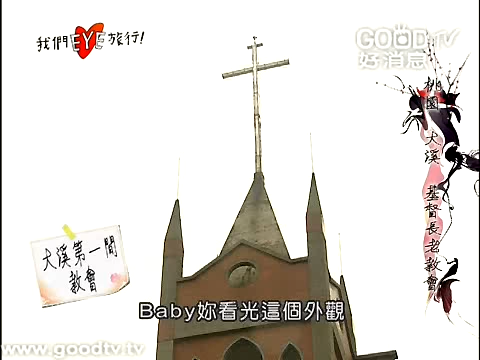 我們EYE旅行!
GOODTV
好消息
桃園 大溪 基督長老教會
大溪第一間
教會
Baby妳看光這個外觀
www.goodtv.tv